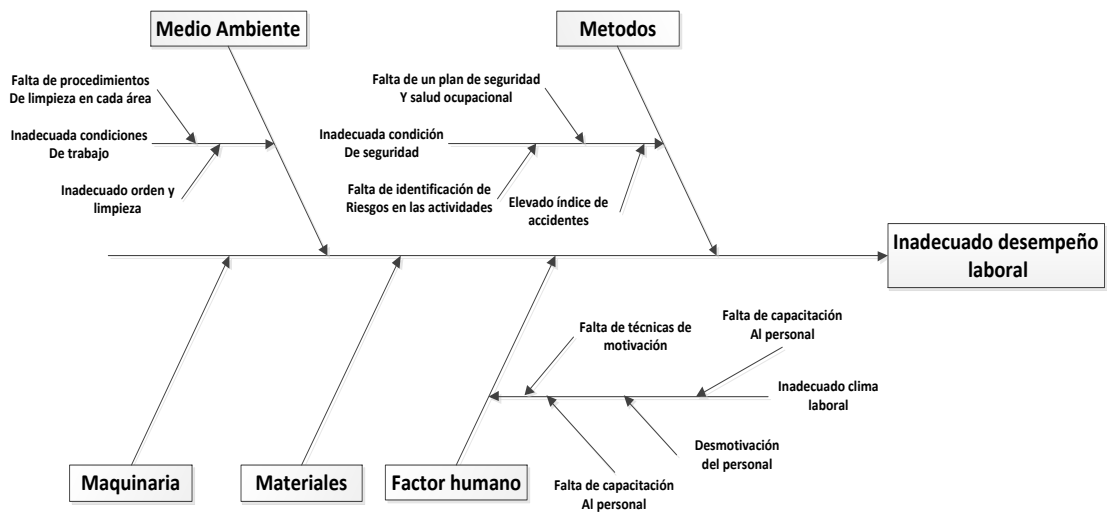 Medio Ambiente
Metodos
Falta de procedimientos
De limpieza en cada área
Inadecuada condiciones
De trabajo
Inadecuado orden y
limpieza
Falta de un plan de seguridad
Y salud ocupacional
Inadecuada condición
De seguridad
Falta de identificación de
Riesgos en las actividades
Elevado índice de
accidentes
Inadecuado desempeño
laboral
Falta de técnicas de
motivación
Falta de capacitación
Al personal
Inadecuado clima
laboral
Desmotivación
del personal
Falta de capacitación
Al personal
Maquinaria
Materiales
Factor humano